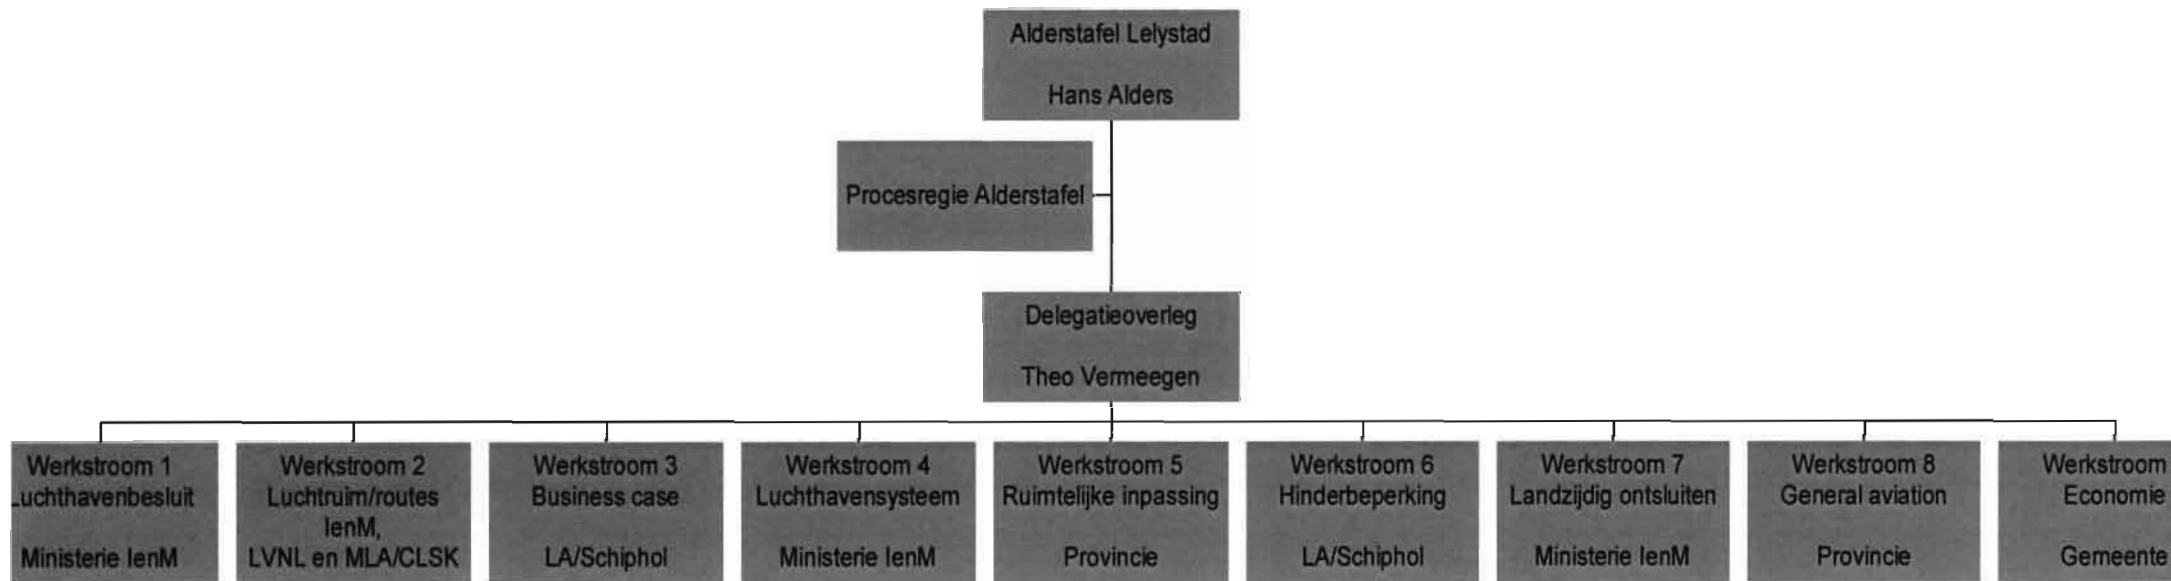 Alderstafel Lelystad
Hans Alders
Procesregie Alderstafel
Delegatieoverleg
Theo Vermeegen
Werkstroom 1
Luchthavenbesluit
Ministerie IenM
Werkstroom 2
Luchtruim/routes
IenM,
LVNL en MLA/CLSK
Werkstroom 3
Business case
LA/Schiphol
Werkstroom 4
Luchthavensysteem
Ministerie IenM
Werkstroom 5
Ruimtelijke inpassing
Provincie
Werkstroom 6
Hinderbeperking
LA/Schiphol
Werkstroom 7
Landzijdig ontsluiten
Ministerie IenM
Werkstroom 8
General aviation
Provincie
Werkstroom
Economie
Gemeente